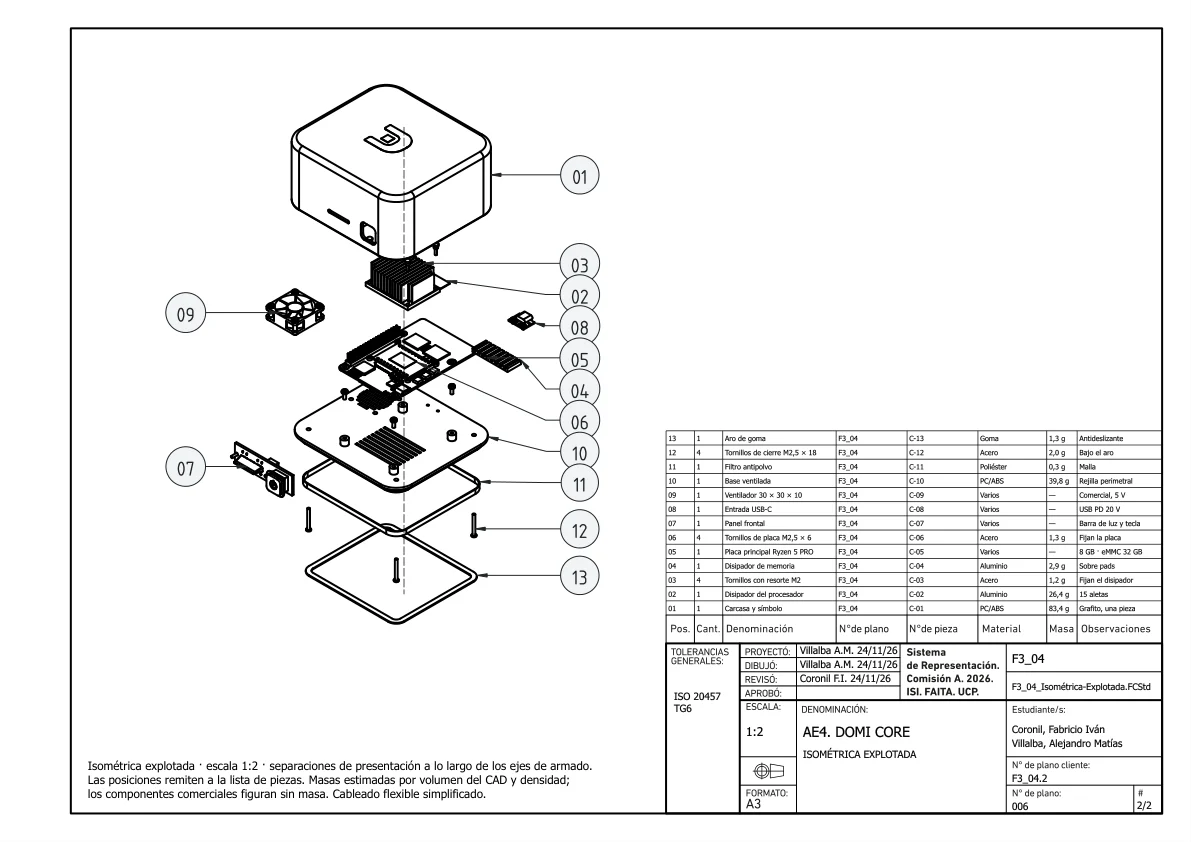 01
03
02
09
08
05
04
06
10
07
11
12
13
13 1 Aro de goma F3_04 C-13 Goma 1,3 g Antideslizante
12 4 Tornillos de cierre M2,5 × 18 F3_04 C-12 Acero 2,0 g Bajo el aro
11 1 Filtro antipolvo F3_04 C-11 Poliéster 0,3 g Malla
10 1 Base ventilada F3_04 C-10 PC/ABS 39,8 g Rejilla perimetral
09 1 Ventilador 30 × 30 × 10 F3_04 C-09 Varios — Comercial, 5 V
08 1 Entrada USB-C F3_04 C-08 Varios — USB PD 20 V
07 1 Panel frontal F3_04 C-07 Varios — Barra de luz y tecla
06 4 Tornillos de placa M2,5 × 6 F3_04 C-06 Acero 1,3 g Fijan la placa
05 1 Placa principal Ryzen 5 PRO F3_04 C-05 Varios — 8 GB · eMMC 32 GB
04 1 Disipador de memoria F3_04 C-04 Aluminio 2,9 g Sobre pads
03 4 Tornillos con resorte M2 F3_04 C-03 Acero 1,2 g Fijan el disipador
02 1 Disipador del procesador F3_04 C-02 Aluminio 26,4 g 15 aletas
01 1 Carcasa y símbolo F3_04 C-01 PC/ABS 83,4 g Grafito, una pieza
Pos. Cant. Denominación N°de plano N°de pieza Material Masa Observaciones
TOLERANCIAS
GENERALES:
ISO 20457
TG6
PROYECTÓ: Villalba A.M. 24/11/26
DIBUJÓ: Villalba A.M. 24/11/26
REVISÓ: Coronil F.I. 24/11/26
APROBÓ:
Sistema
de Representación.
Comisión A. 2026.
ISI. FAITA. UCP.
F3_04
F3_04_Isométrica-Explotada.FCStd
ESCALA:
1:2
DENOMINACIÓN:
AE4. DOMI CORE
ISOMÉTRICA EXPLOTADA
Estudiante/s:
Coronil, Fabricio Iván
Villalba, Alejandro Matías
N° de plano cliente:
F3_04.2
FORMATO:
A3
N° de plano:
006
#
2/2
Isométrica explotada · escala 1:2 · separaciones de presentación a lo largo de los ejes de armado.
Las posiciones remiten a la lista de piezas. Masas estimadas por volumen del CAD y densidad;
los componentes comerciales figuran sin masa. Cableado flexible simplificado.